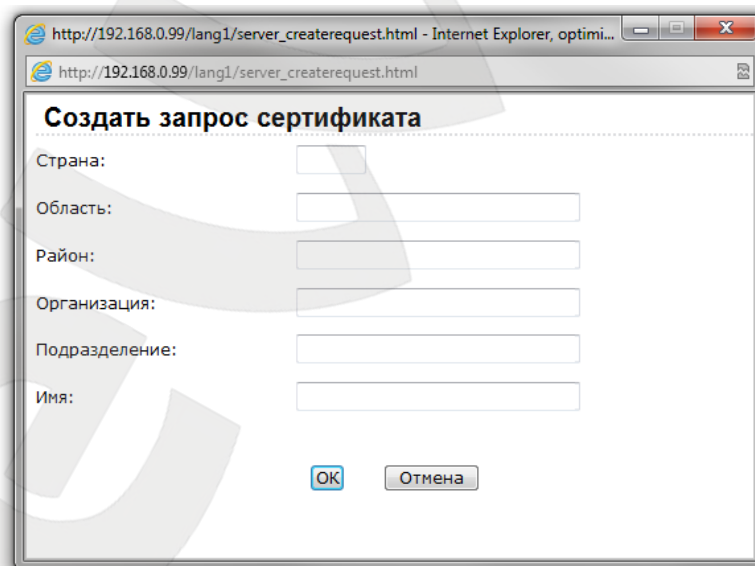 http://192.168.0.99/lang1/server_createrequest.html - Internet Explorer, optimi...
http://192.168.0.99/lang1/server_createrequest.html
Создать запрос сертификата
Страна:
Область:
Район:
Организация:
Подразделение:
Имя:
OK Отмена